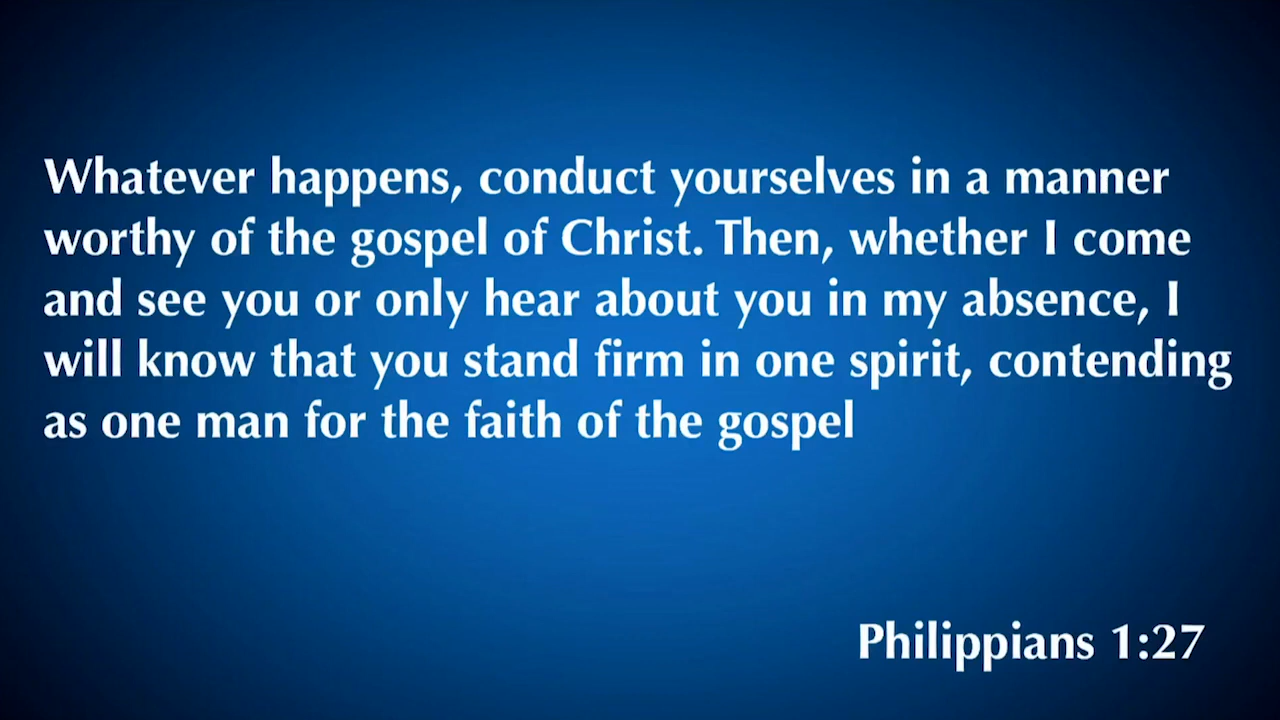 Whatever happens, conduct yourselves in a manner
worthy of the gospel of Christ. Then, whether I come
and see you or only hear about you in my absence, I
will know that you stand firm in one spirit, contending
as one man for the faith of the gospel
Philippians 1:27